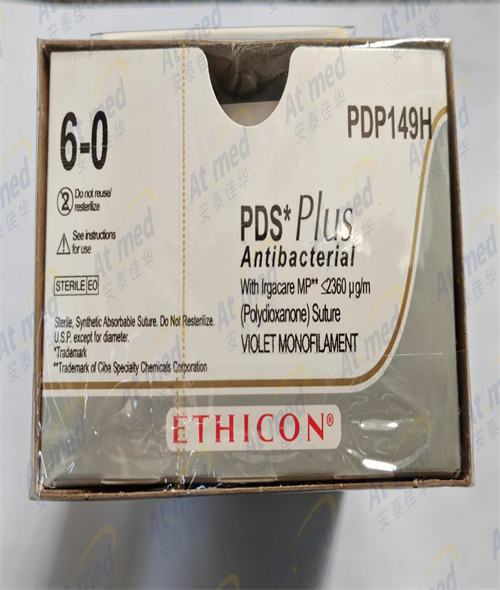 6-0
PDP149H
2
Do not reuse/
resterilize
See instructions
for use
STERILE EO
PDS* Plus
Antibacterial
With Irgacare MP** ≤2360 µg/m
(Polydioxanone) Suture
VIOLET MONOFILAMENT
Sterile, Synthetic Absorbable Suture. Do Not Resterilize.
U.S.P. except for diameter.
*Trademark
**Trademark of Ciba Specialty Chemicals Corporation
ETHICON®
At med
安泰佳华